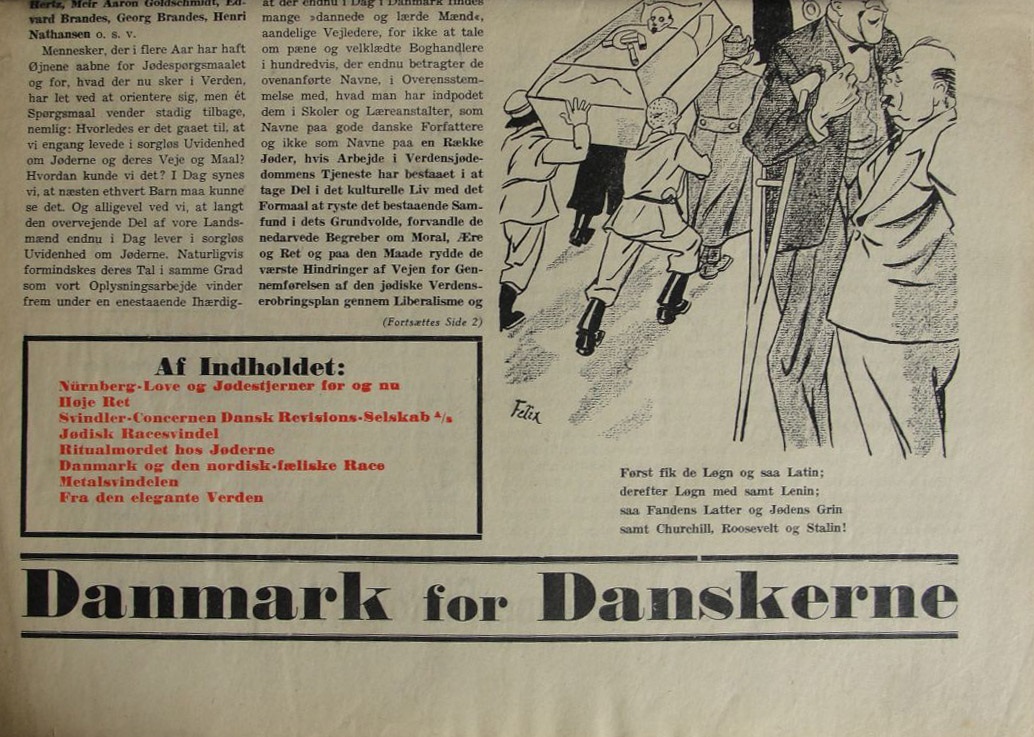 Hertz, Meir Aaron Goldschmidt, Ed-
vard Brandes, Georg Brandes, Henri
Nathansen o. s. v.
Mennesker, der i flere Aar har haft
Øjnene aabne for Jødespørgsmaalet
og for, hvad der nu sker i Verden,
har let ved at orientere sig, men ét
Spørgsmaal vender stadig tilbage,
nemlig: Hvorledes er det gaaet til, at
vi engang levede i sorgløs Uvidenhed
om Jøderne og deres Veje og Maal?
Hvordan kunde vi det? I Dag synes
vi, at næsten ethvert Barn maa kunne
se det. Og alligevel ved vi, at langt
den overvejende Del af vore Lands-
mænd endnu i Dag lever i sorgløs
Uvidenhed om Jøderne. Naturligvis
formindskes deres Tal i samme Grad
som vort Oplysningsarbejde vinder
frem under en enestaaende Ihærdig-
at der endnu i Dag i Danmark findes
mange »dannede og lærde Mænd«,
aandelige Vejledere, for ikke at tale
om pæne og velklædte Boghandlere
i hundredvis, der endnu betragter de
ovenanførte Navne, i Overensstem-
melse med, hvad man har indpodet
dem i Skoler og Læreanstalter, som
Navne paa gode danske Forfattere
og ikke som Navne paa en Række
Jøder, hvis Arbejde i Verdensjøde-
dommens Tjeneste har bestaaet i at
tage Del i det kulturelle Liv med det
Formaal at ryste det bestaaende Sam-
fund i dets Grundvolde, forvandle de
nedarvede Begreber om Moral, Ære
og Ret og paa den Maade rydde de
værste Hindringer af Vejen for Gen-
nemførelsen af den jødiske Verdens-
erobringsplan gennem Liberalisme og
(Fortsættes Side 2)
Af Indholdet:
Nürnberg-Love og Jødestjerner før og nu
Høje Ret
Svindler-Concernen Dansk Revisions-Selskab A/s
Jødisk Racesvindel
Ritualmordet hos Jøderne
Danmark og den nordisk-fæliske Race
Metalsvindelen
Fra den elegante Verden
Felix
Først fik de Løgn og saa Latin;
derefter Løgn med samt Lenin;
saa Fandens Latter og Jødens Grin
samt Churchill, Roosevelt og Stalin!
Danmark for Danskerne